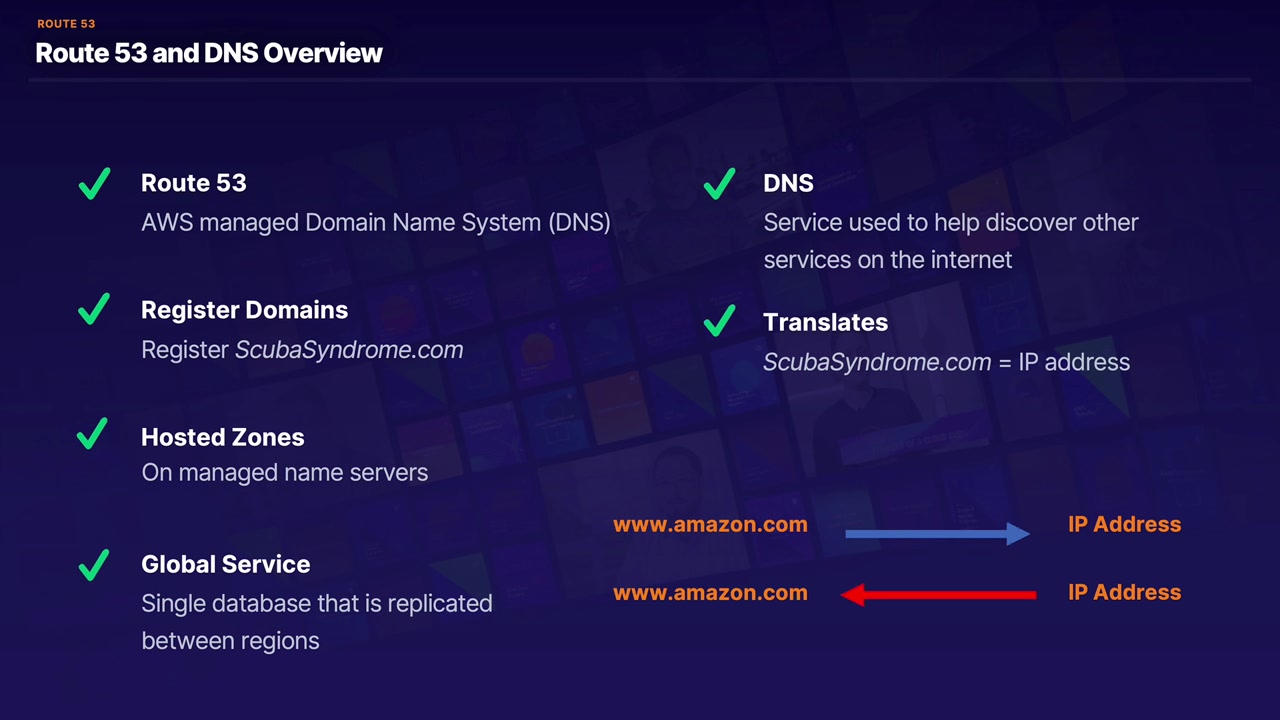 ROUTE 53
Route 53 and DNS Overview
Route 53
AWS managed Domain Name System (DNS)
Register Domains
Register ScubaSyndrome.com
Hosted Zones
On managed name servers
Global Service
Single database that is replicated
between regions
DNS
Service used to help discover other
services on the internet
Translates
ScubaSyndrome.com = IP address
www.amazon.com
IP Address
www.amazon.com
IP Address